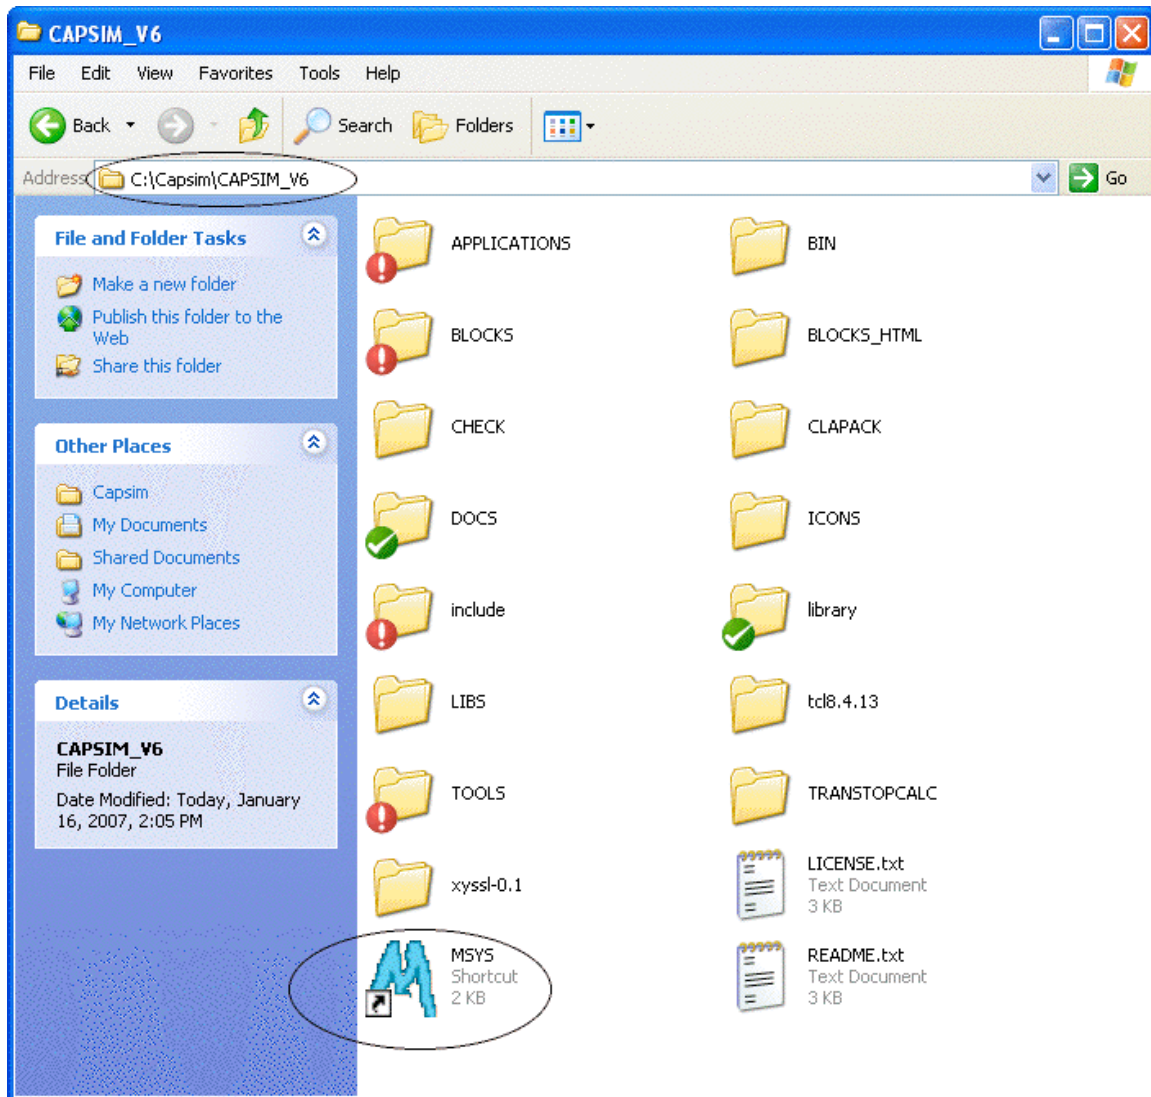 CAPSIM_V6
File Edit View Favorites Tools Help
Back Search Folders
Address C:\Capsim\CAPSIM_V6 Go
File and Folder Tasks
Make a new folder
Publish this folder to the
Web
Share this folder
Other Places
Capsim
My Documents
Shared Documents
My Computer
My Network Places
Details
CAPSIM_V6
File Folder
Date Modified: Today, January
16, 2007, 2:05 PM
APPLICATIONS
BIN
BLOCKS
BLOCKS_HTML
CHECK
CLAPACK
DOCS
ICONS
include
library
LIBS
tcl8.4.13
TOOLS
TRANSTOPCALC
xyssl-0.1
LICENSE.txt
Text Document
3 KB
MSYS
Shortcut
2 KB
README.txt
Text Document
3 KB